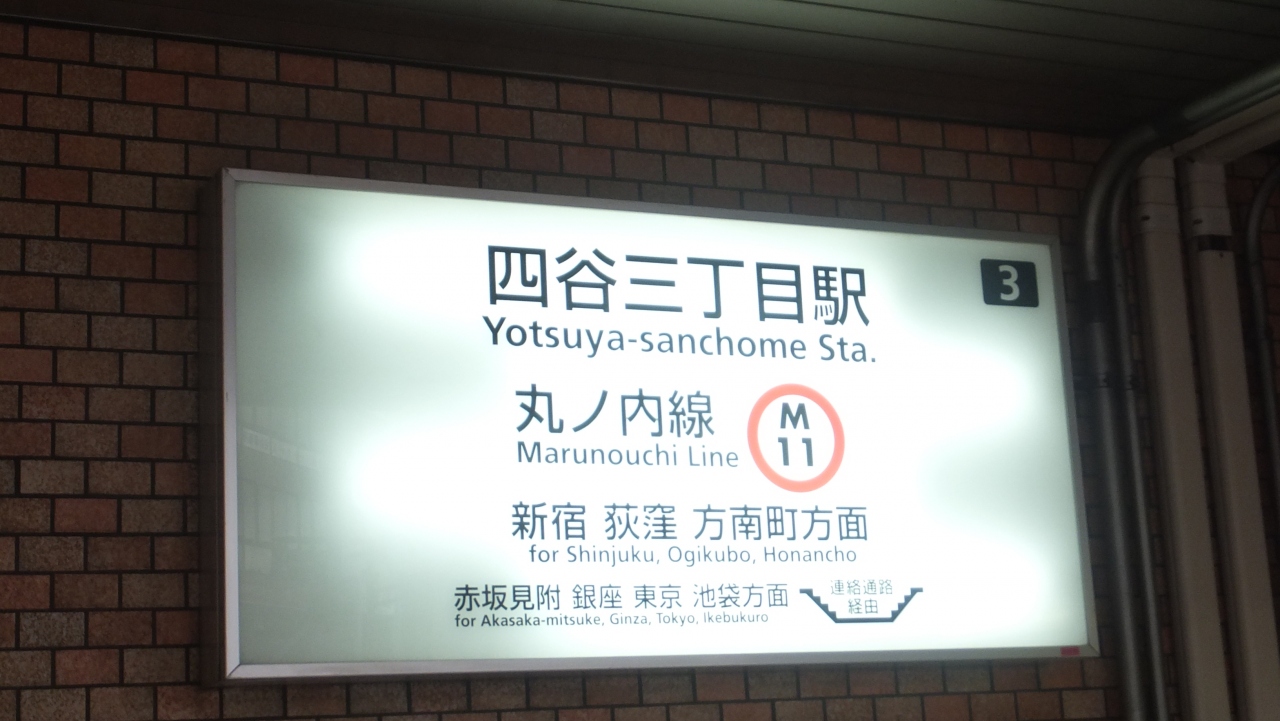 四谷三丁目駅
3
Yotsuya-sanchome Sta.
丸ノ内線
Marunouchi Line
M
11
新宿 荻窪 方南町方面
for Shinjuku, Ogikubo, Honancho
赤坂見附 銀座 東京 池袋方面
for Akasaka-mitsuke, Ginza, Tokyo, Ikebukuro
連絡通路
経由